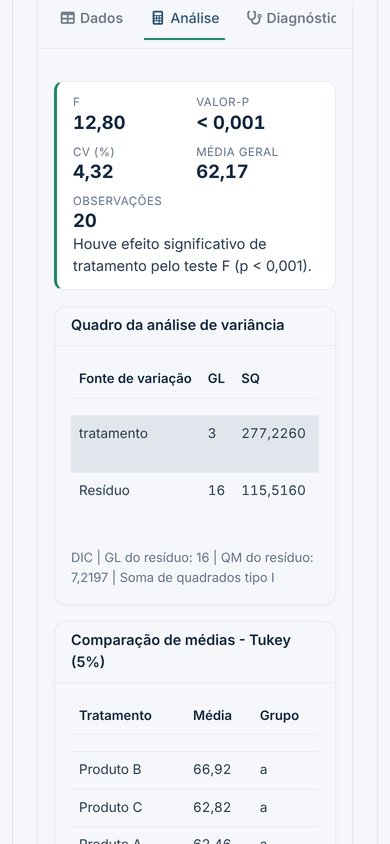 Dados Análise Diagnóstic
F VALOR-P
12,80 < 0,001
CV (%) MÉDIA GERAL
4,32 62,17
OBSERVAÇÕES
20
Houve efeito significativo de
tratamento pelo teste F (p < 0,001).
Quadro da análise de variância
Fonte de variação GL SQ
tratamento 3 277,2260
Resíduo 16 115,5160
DIC | GL do resíduo: 16 | QM do resíduo:
7,2197 | Soma de quadrados tipo I
Comparação de médias - Tukey
(5%)
Tratamento Média Grupo
Produto B 66,92 a
Produto C 62,82 a
Produto A 62,46 a